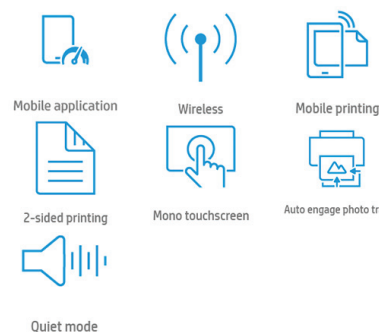 Mobile application
Wireless
Mobile printing
2-sided printing
Mono touchscreen
Auto engage photo tr
Quiet mode